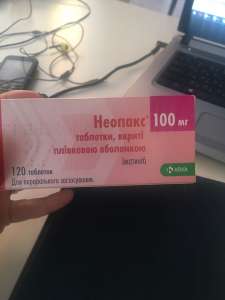 Неопакс® 100 мг
таблетки, вкриті
плівковою оболонкою
іматиніб
120 таблеток
Для перорального застосування.
KRKA